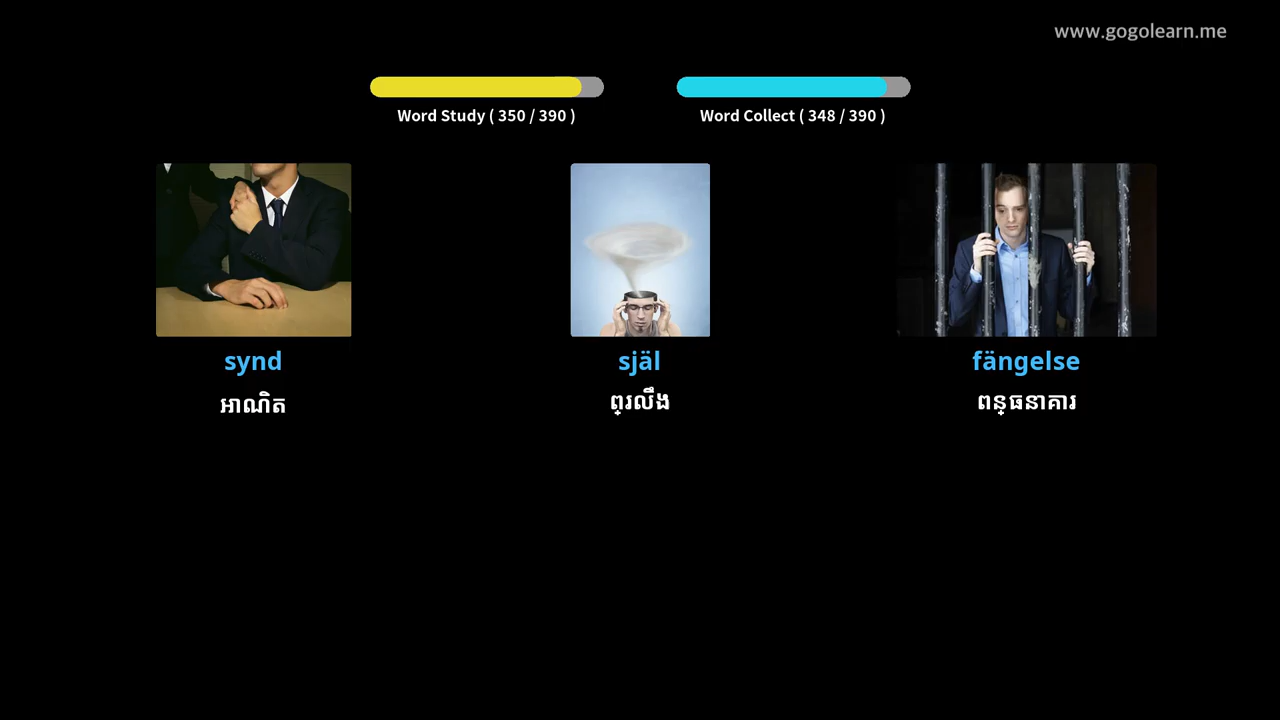 www.gogolearn.me
Word Study ( 350 / 390 )
Word Collect ( 348 / 390 )
synd
själ
fängelse
អាណិត
ព្រលឹង
ពន្ធនាគារ